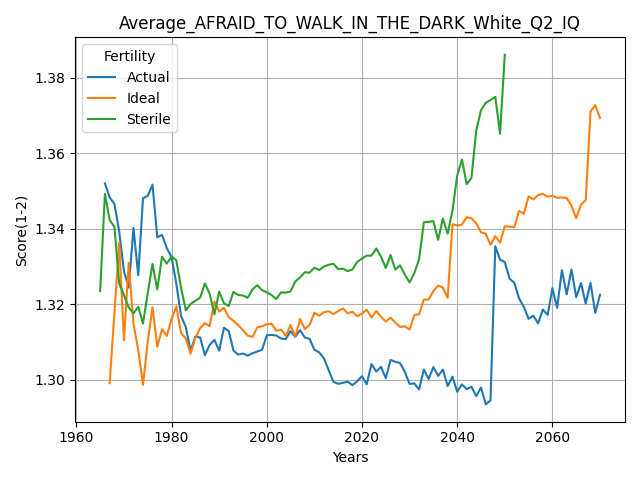 Average_AFRAID_TO_WALK_IN_THE_DARK_White_Q2_IQ
Fertility
Actual
Ideal
Sterile
Score(1-2)
1.38
1.36
1.34
1.32
1.30
1960 1980 2000 2020 2040 2060
Years